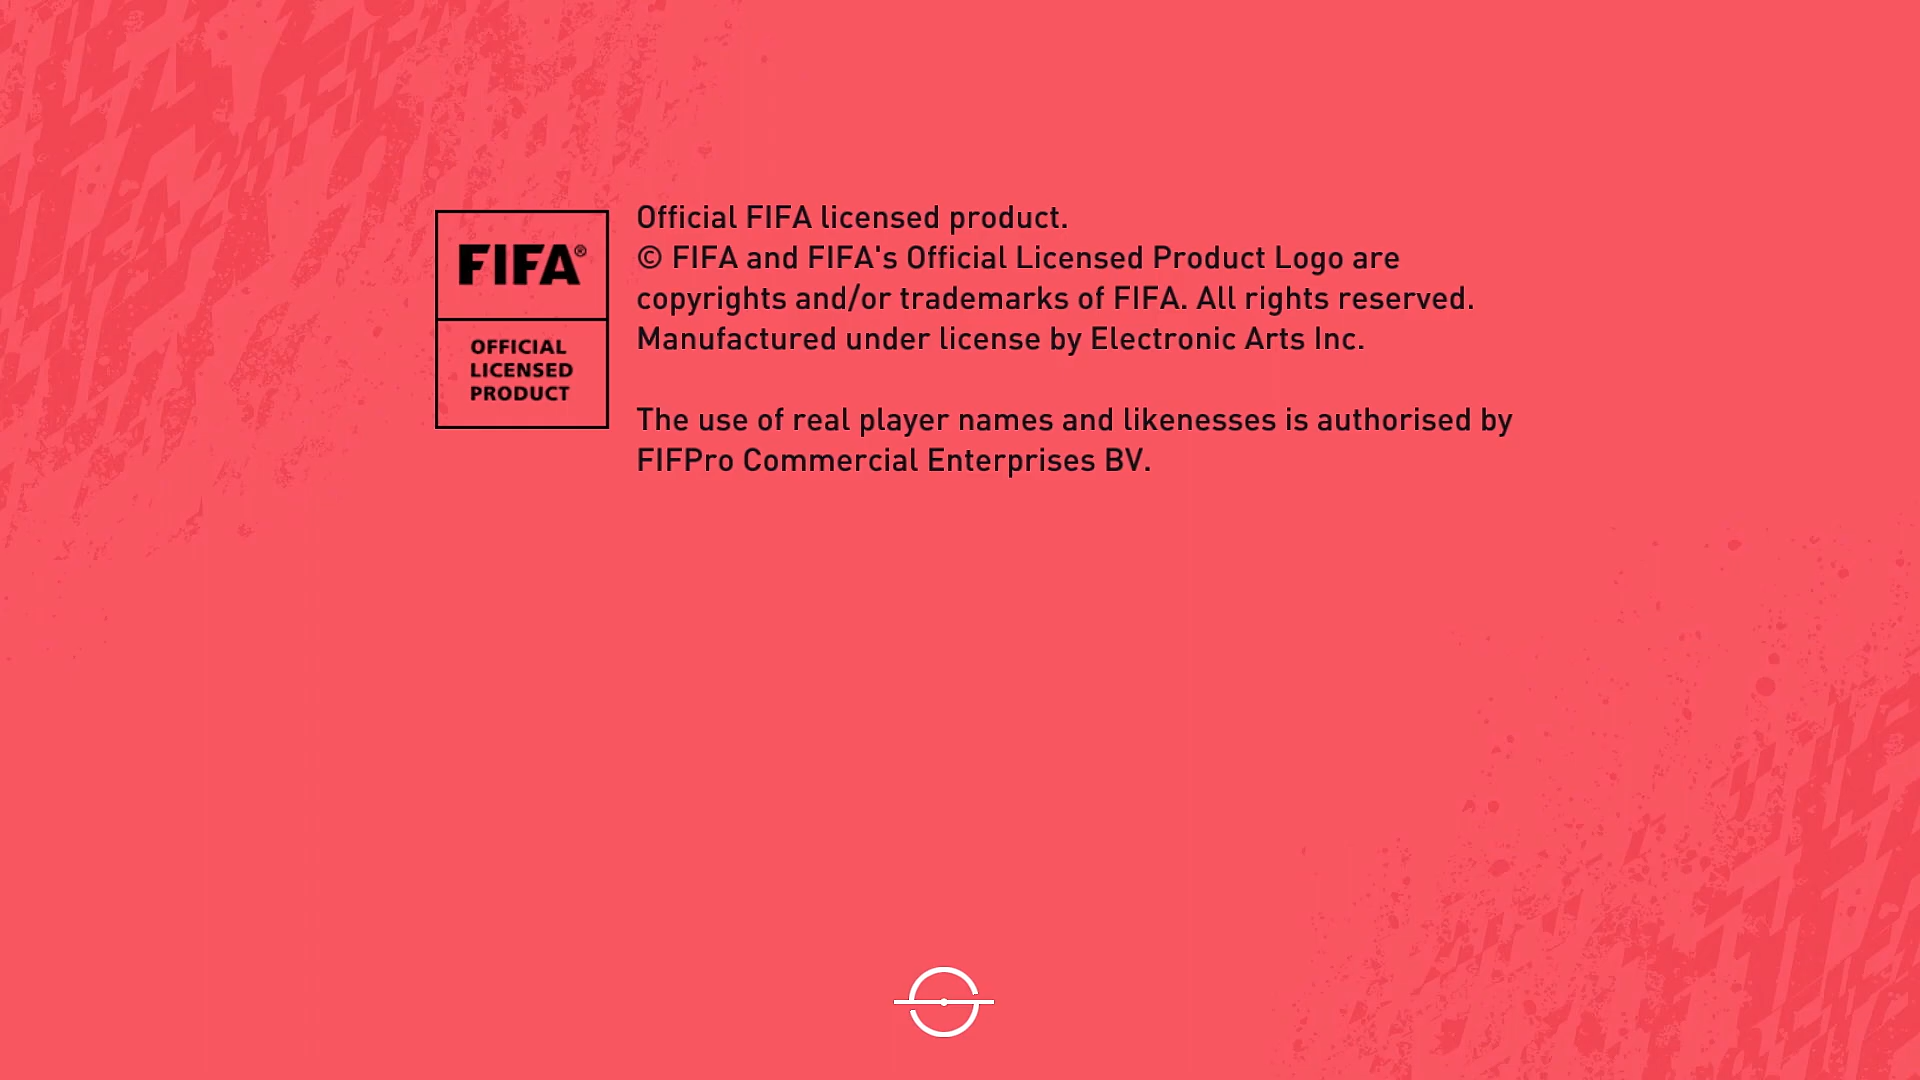 FIFA®
OFFICIAL
LICENSED
PRODUCT
Official FIFA licensed product.
© FIFA and FIFA's Official Licensed Product Logo are
copyrights and/or trademarks of FIFA. All rights reserved.
Manufactured under license by Electronic Arts Inc.
The use of real player names and likenesses is authorised by
FIFPro Commercial Enterprises BV.